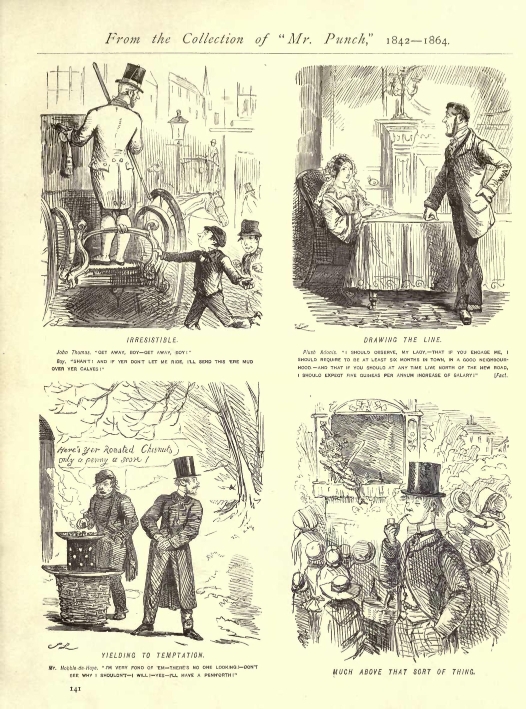 From the Collection of "Mr. Punch," 1842—1864.
IRRESISTIBLE.
John Thomas. "GET AWAY, BOY—GET AWAY, BOY!"
Boy. "SHAN'T! AND IF YER DON'T LET ME RIDE, I'LL SEND THIS 'ERE MUD
OVER YER CALVES!"
DRAWING THE LINE.
"I SHOULD OBSERVE, MY LADY,—THAT IF YOU ENGAGE ME, I
SHOULD REQUIRE TO BE AT LEAST SIX MONTHS IN TOWN, IN A GOOD NEIGHBOUR-
HOOD—AND THAT IF YOU SHOULD AT ANY TIME LIVE NORTH OF THE NEW ROAD,
I SHOULD EXPECT FIVE GUINEAS PER ANNUM INCREASE OF SALARY!" [Fact.
Here's yer Roasted Chesnuts
only a penny a score!
YIELDING TO TEMPTATION.
Mr. Hobble-de-Hoye. "I'M VERY FOND OF 'EM—THERE'S NO ONE LOOKING!—DON'T
SEE WHY I SHOULDN'T—I WILL!—YES—I'LL HAVE A PENN'ORTH!"
MUCH ABOVE THAT SORT OF THING.
141